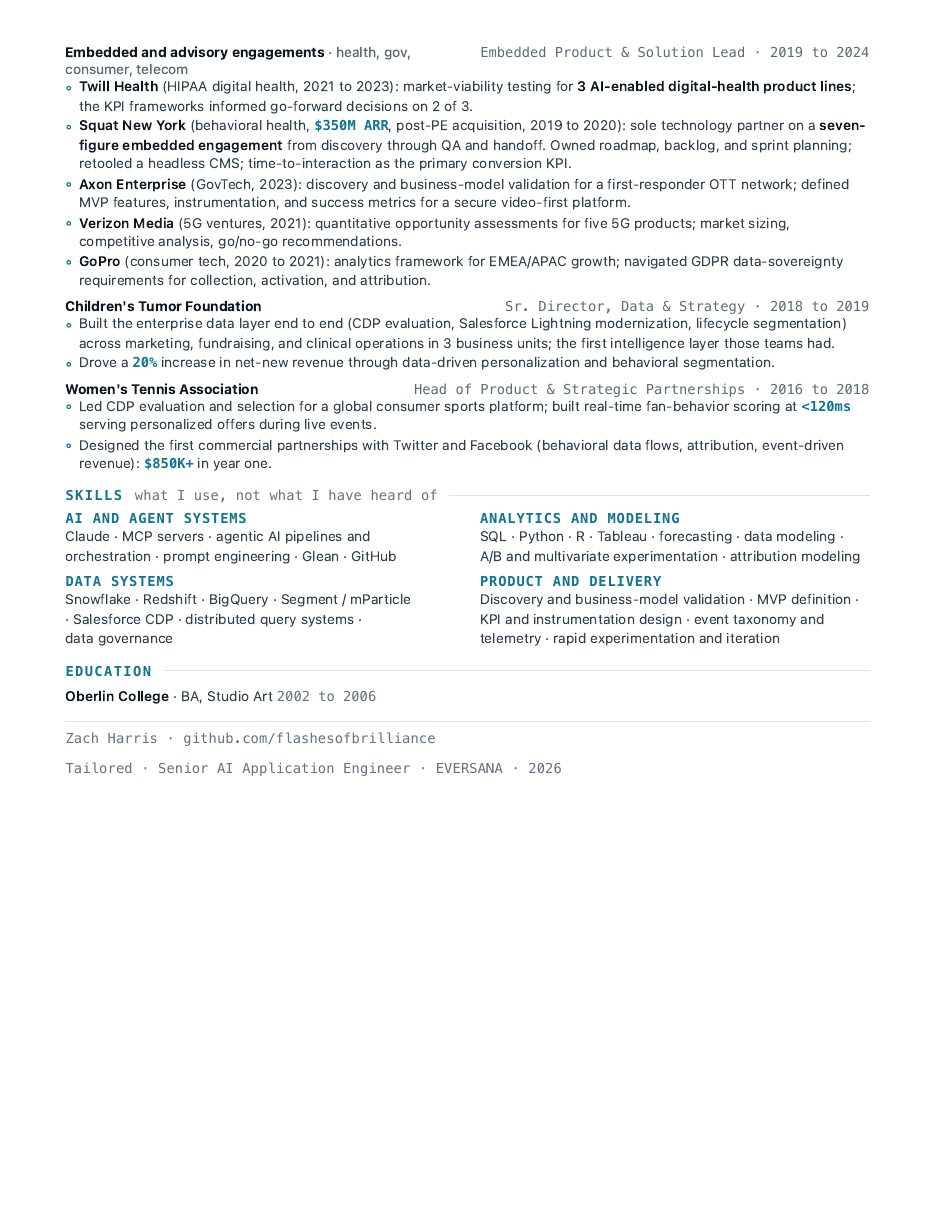 Embedded and advisory engagements · health, gov, consumer, telecom Embedded Product & Solution Lead · 2019 to 2024
Twill Health (HIPAA digital health, 2021 to 2023): market-viability testing for 3 AI-enabled digital-health product lines;
the KPI frameworks informed go-forward decisions on 2 of 3.
Squat New York (behavioral health, $350M ARR, post-PE acquisition, 2019 to 2020): sole technology partner on a seven-
figure embedded engagement from discovery through QA and handoff. Owned roadmap, backlog, and sprint planning;
retooled a headless CMS; time-to-interaction as the primary conversion KPI.
Axon Enterprise (GovTech, 2023): discovery and business-model validation for a first-responder OTT network; defined
MVP features, instrumentation, and success metrics for a secure video-first platform.
Verizon Media (5G ventures, 2021): quantitative opportunity assessments for five 5G products; market sizing,
competitive analysis, go/no-go recommendations.
GoPro (consumer tech, 2020 to 2021): analytics framework for EMEA/APAC growth; navigated GDPR data-sovereignty
requirements for collection, activation, and attribution.
Children's Tumor Foundation Sr. Director, Data & Strategy · 2018 to 2019
Built the enterprise data layer end to end (CDP evaluation, Salesforce Lightning modernization, lifecycle segmentation)
across marketing, fundraising, and clinical operations in 3 business units; the first intelligence layer those teams had.
Drove a 20% increase in net-new revenue through data-driven personalization and behavioral segmentation.
Women's Tennis Association Head of Product & Strategic Partnerships · 2016 to 2018
Led CDP evaluation and selection for a global consumer sports platform; built real-time fan-behavior scoring at <120ms
serving personalized offers during live events.
Designed the first commercial partnerships with Twitter and Facebook (behavioral data flows, attribution, event-driven
revenue): $850K+ in year one.
SKILLS what I use, not what I have heard of
AI AND AGENT SYSTEMS
Claude · MCP servers · agentic AI pipelines and
orchestration · prompt engineering · Glean · GitHub
ANALYTICS AND MODELING
SQL · Python · R · Tableau · forecasting · data modeling ·
A/B and multivariate experimentation · attribution modeling
DATA SYSTEMS
Snowflake · Redshift · BigQuery · Segment / mParticle
· Salesforce CDP · distributed query systems ·
data governance
PRODUCT AND DELIVERY
Discovery and business-model validation · MVP definition ·
KPI and instrumentation design · event taxonomy and
telemetry · rapid experimentation and iteration
EDUCATION
Oberlin College · BA, Studio Art 2002 to 2006
Zach Harris · github.com/flashesofbrilliance
Tailored · Senior AI Application Engineer · EVERSANA · 2026